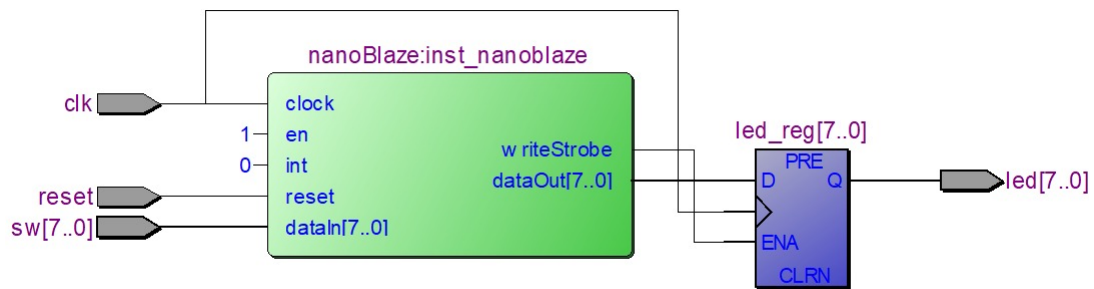 nanoBlaze:inst_nanoblaze
clk
clock
1
en
0
int
reset
reset
sw[7..0]
dataIn[7..0]
w riteStrobe
dataOut[7..0]
led_reg[7..0]
PRE
D
Q
ENA
CLRN
led[7..0]